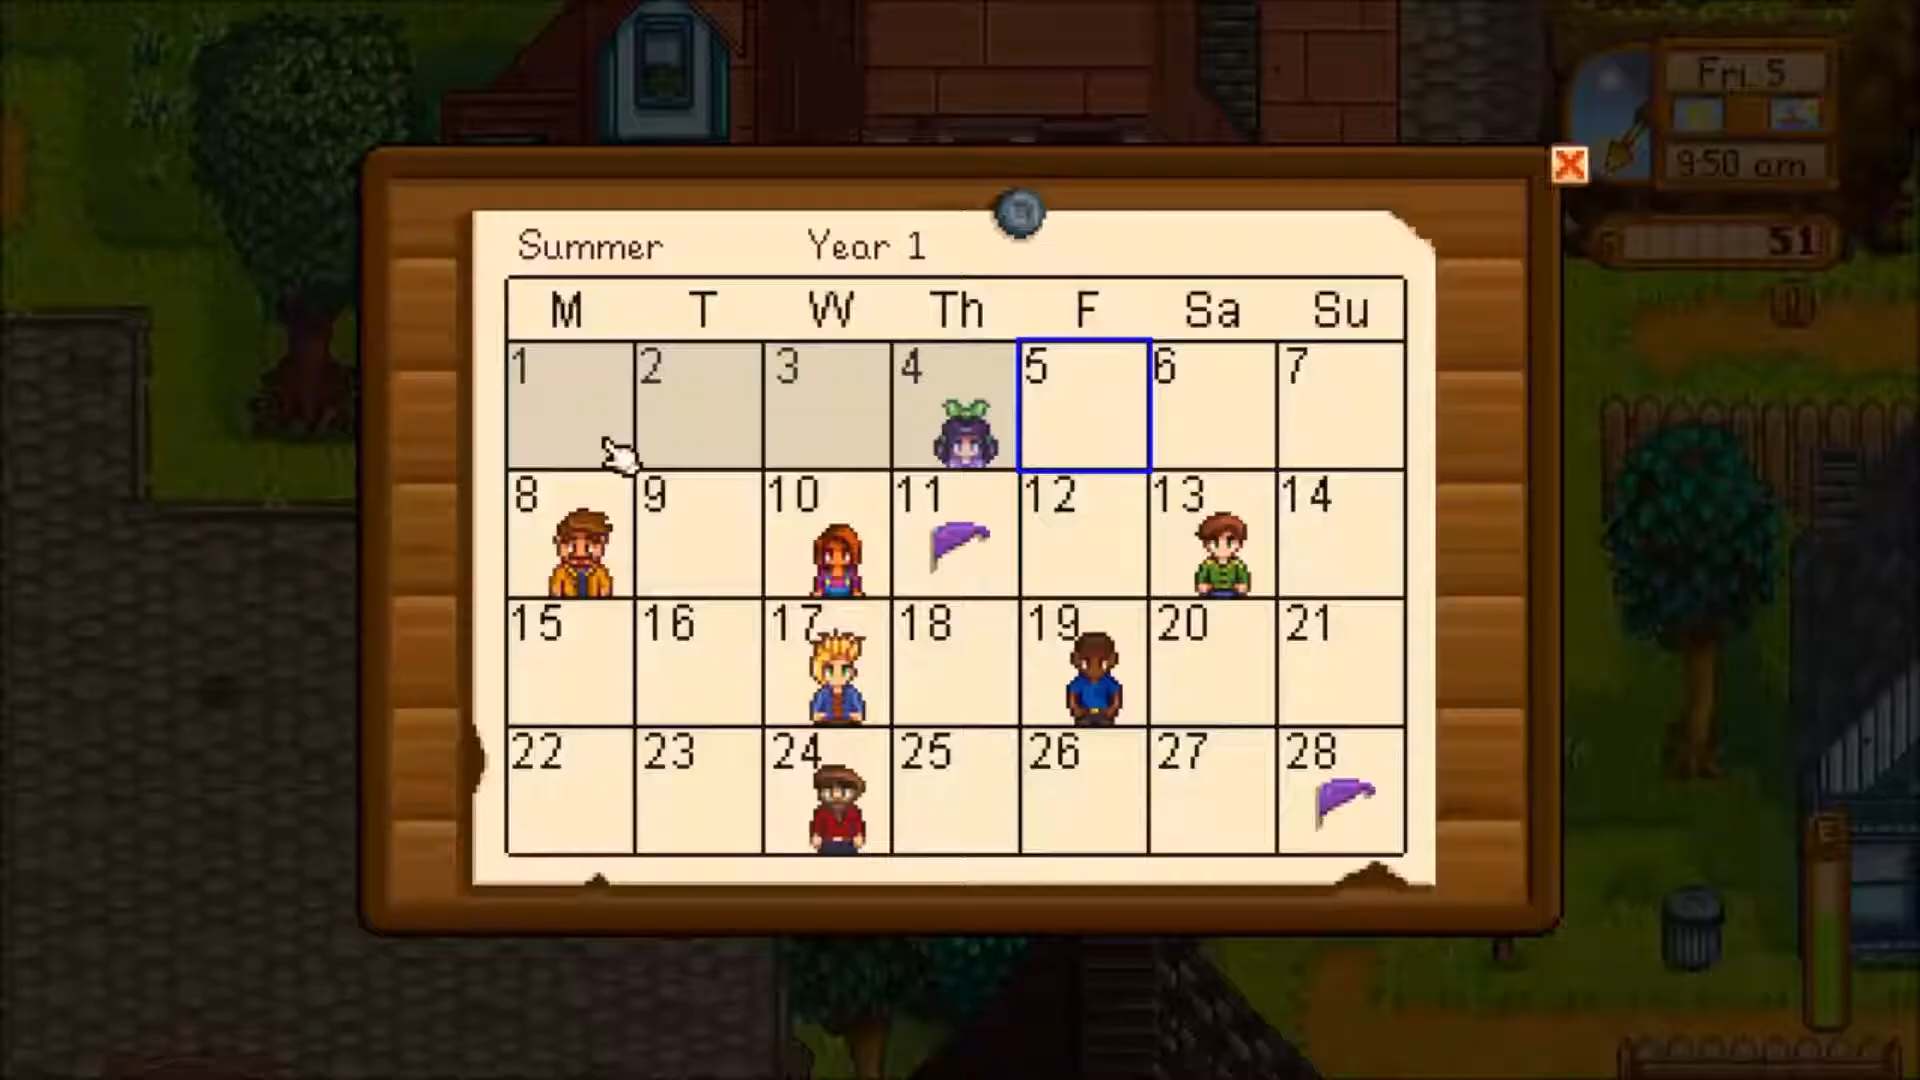 Fri. 5
9:50 am
51
Summer Year 1
M T W Th F Sa Su
1 2 3 4 5 6 7
8 9 10 11 12 13 14
15 16 17 18 19 20 21
22 23 24 25 26 27 28
E